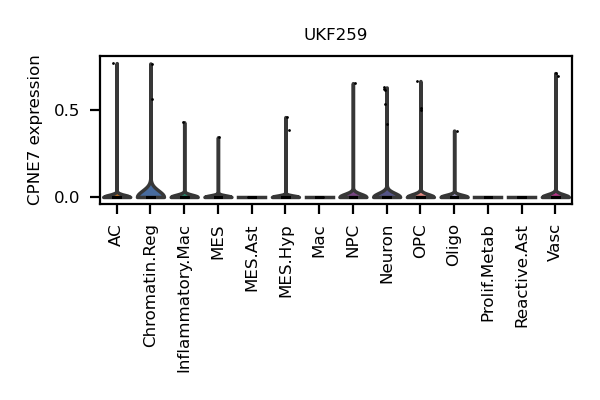 UKF259
CPNE7 expression
0.5
0.0
AC
Chromatin.Reg
Inflammatory.Mac
MES
MES.Ast
MES.Hyp
Mac
NPC
Neuron
OPC
Oligo
Prolif.Metab
Reactive.Ast
Vasc